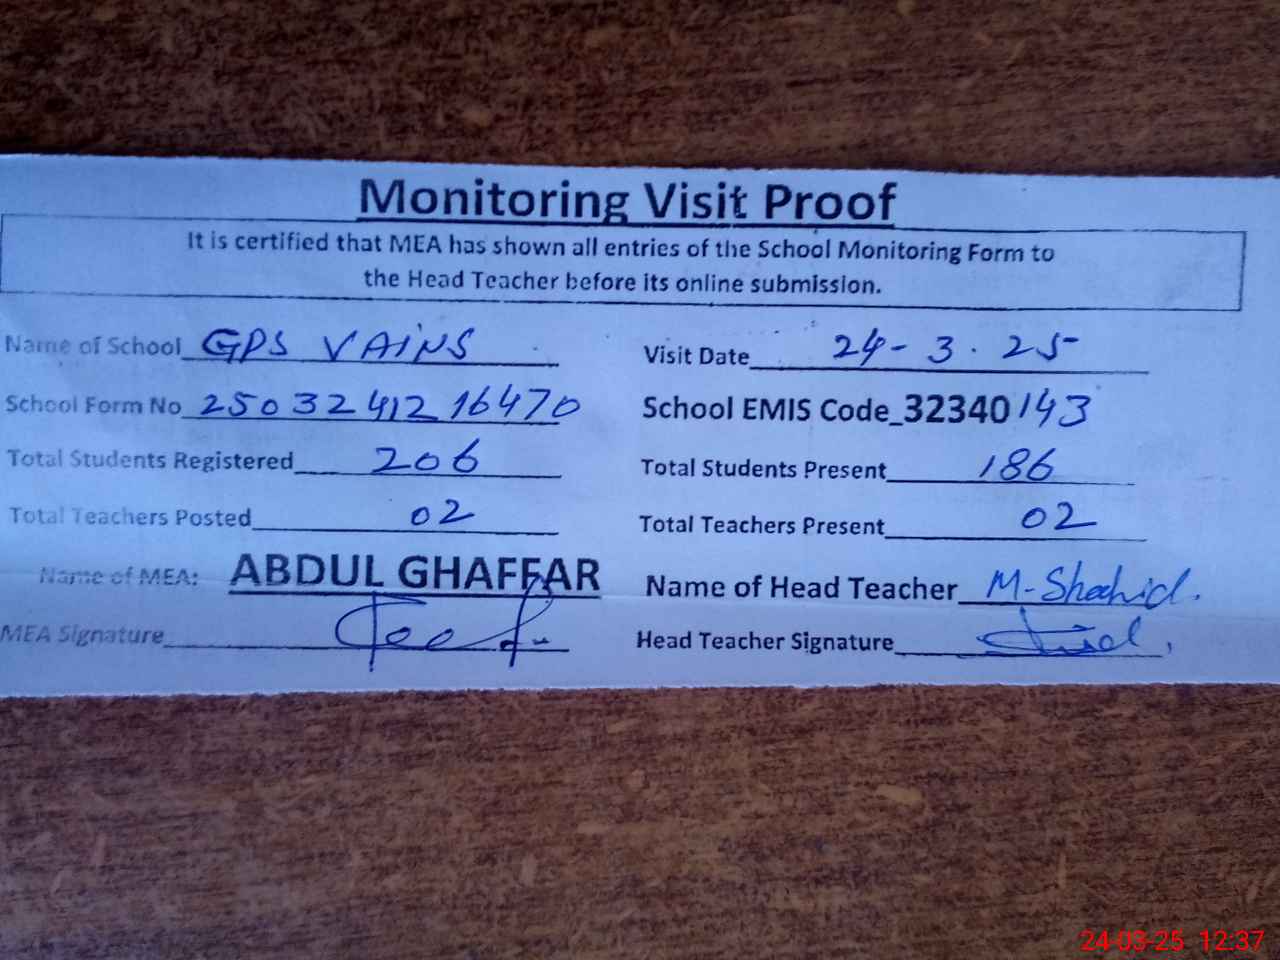 Monitoring Visit Proof
It is certified that MEA has shown all entries of the School Monitoring Form to
the Head Teacher before its online submission.
Name of School GPS VAINS Visit Date 24-3.25
School Form No 25032412 16470 School EMIS Code_32340143
Total Students Registered 206 Total Students Present 186
Total Teachers Posted 02 Total Teachers Present 02
Name of MEA: ABDUL GHAFFAR Name of Head Teacher M-Shahid.
MEA Signature Head Teacher Signature
24-03-25 12:37